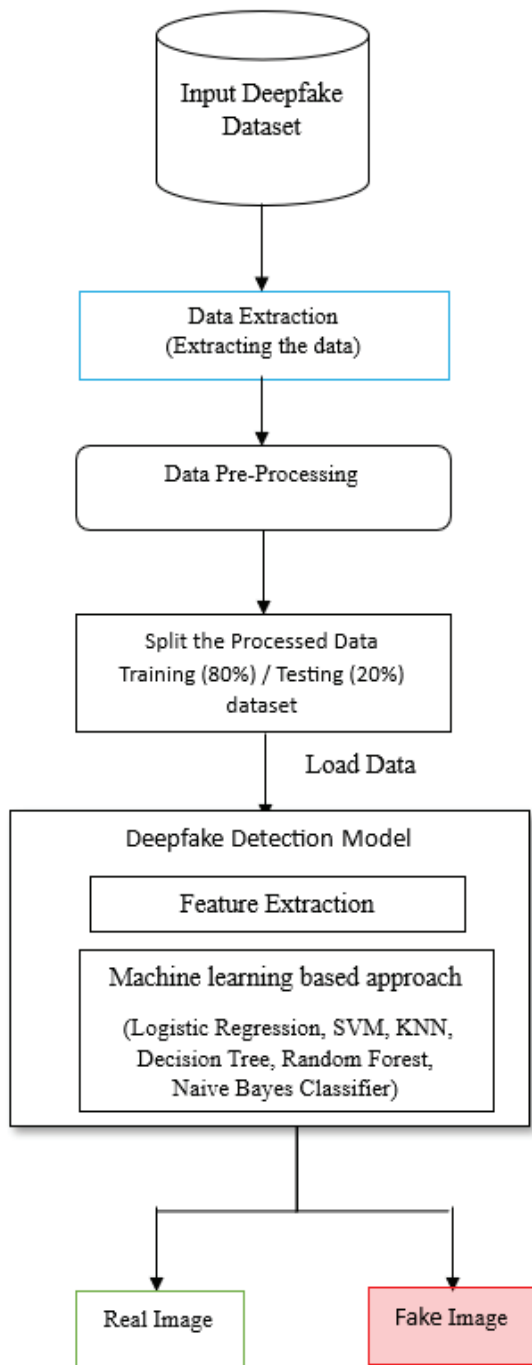 Input Deepfake
Dataset
Data Extraction
(Extracting the data)
Data Pre-Processing
Split the Processed Data
Training (80%) / Testing (20%)
dataset
Load Data
Deepfake Detection Model
Feature Extraction
Machine learning based approach
(Logistic Regression, SVM, KNN,
Decision Tree, Random Forest,
Naive Bayes Classifier)
Real Image
Fake Image